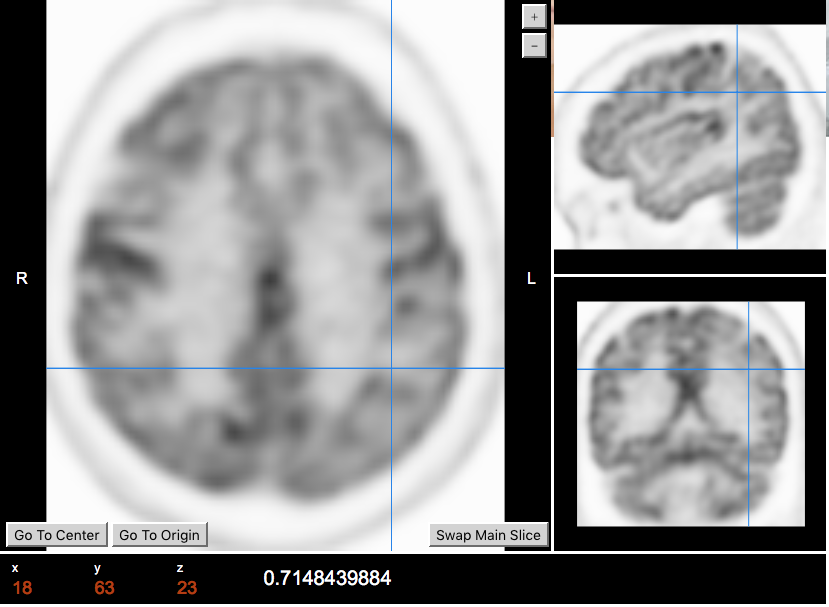 +
−
R
L
Go To Center Go To Origin Swap Main Slice
x y z
18 63 23 0.7148439884